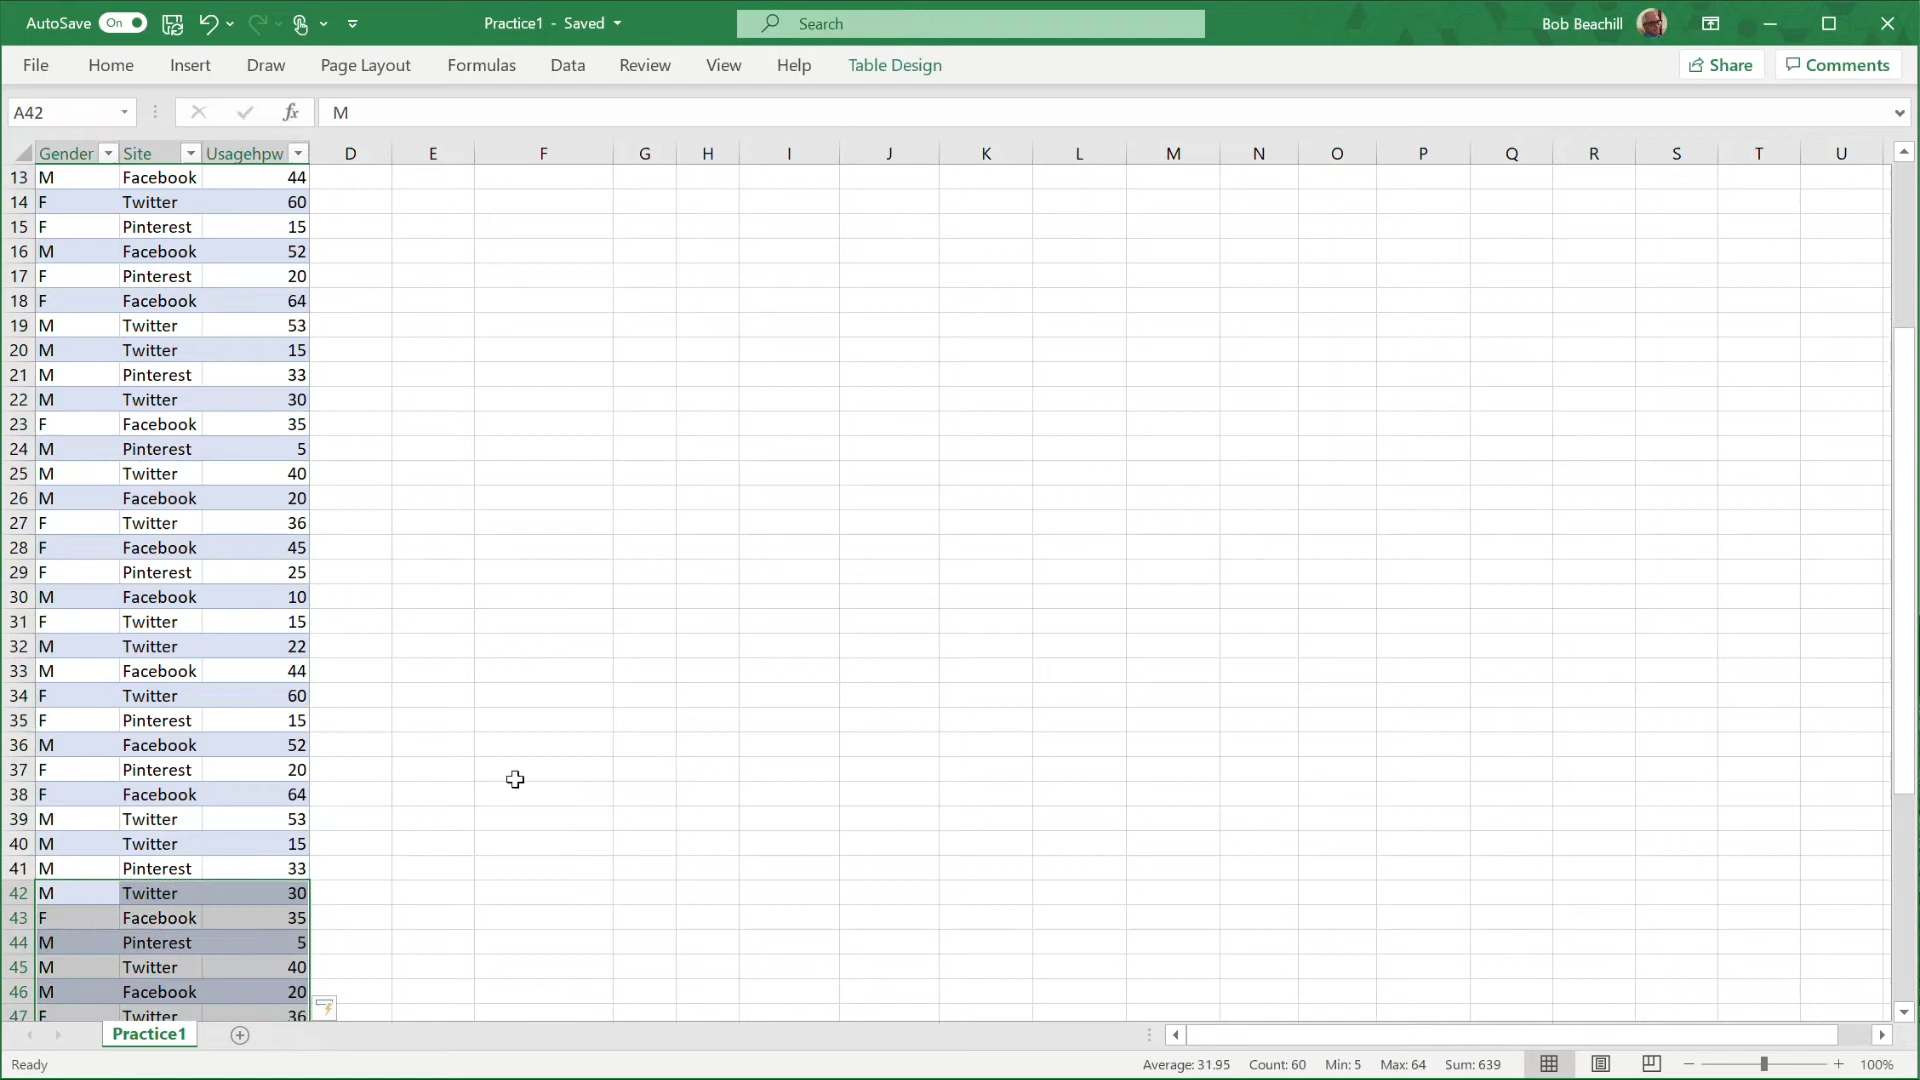 AutoSave On Practice1 - Saved Search Bob Beachill
File Home Insert Draw Page Layout Formulas Data Review View Help Table Design Share Comments
A42 fx M
Gender Site Usagehpw D E F G H I J K L M N O P Q R S T U
13 M Facebook 44
14 F Twitter 60
15 F Pinterest 15
16 M Facebook 52
17 F Pinterest 20
18 F Facebook 64
19 M Twitter 53
20 M Twitter 15
21 M Pinterest 33
22 M Twitter 30
23 F Facebook 35
24 M Pinterest 5
25 M Twitter 40
26 M Facebook 20
27 F Twitter 36
28 F Facebook 45
29 F Pinterest 25
30 M Facebook 10
31 F Twitter 15
32 M Twitter 22
33 M Facebook 44
34 F Twitter 60
35 F Pinterest 15
36 M Facebook 52
37 F Pinterest 20
38 F Facebook 64
39 M Twitter 53
40 M Twitter 15
41 M Pinterest 33
42 M Twitter 30
43 F Facebook 35
44 M Pinterest 5
45 M Twitter 40
46 M Facebook 20
47 F Twitter 36
Practice1
Ready Average: 31.95 Count: 60 Min: 5 Max: 64 Sum: 639 100%